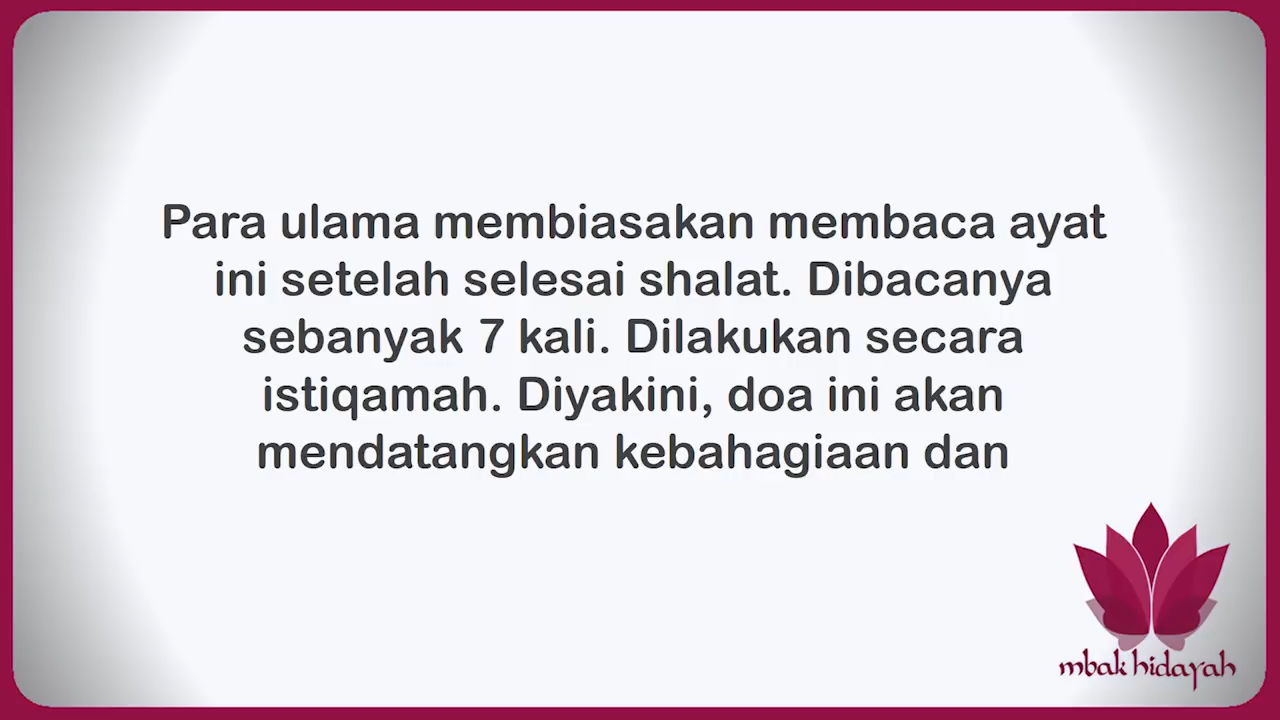 Para ulama membiasakan membaca ayat
ini setelah selesai shalat. Dibacanya
sebanyak 7 kali. Dilakukan secara
istiqamah. Diyakini, doa ini akan
mendatangkan kebahagiaan dan
mbak hidayah